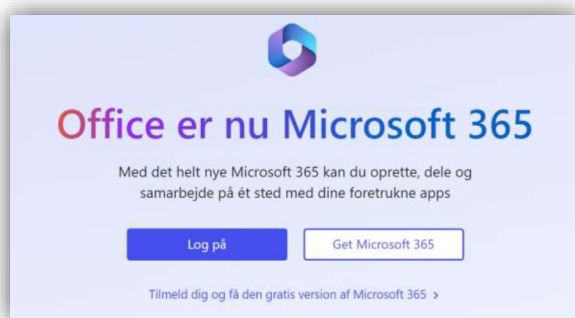 Office er nu Microsoft 365
Med det helt nye Microsoft 365 kan du oprette, dele og
samarbejde på ét sted med dine foretrukne apps
Log på
Get Microsoft 365
Tilmeld dig og få den gratis version af Microsoft 365 >